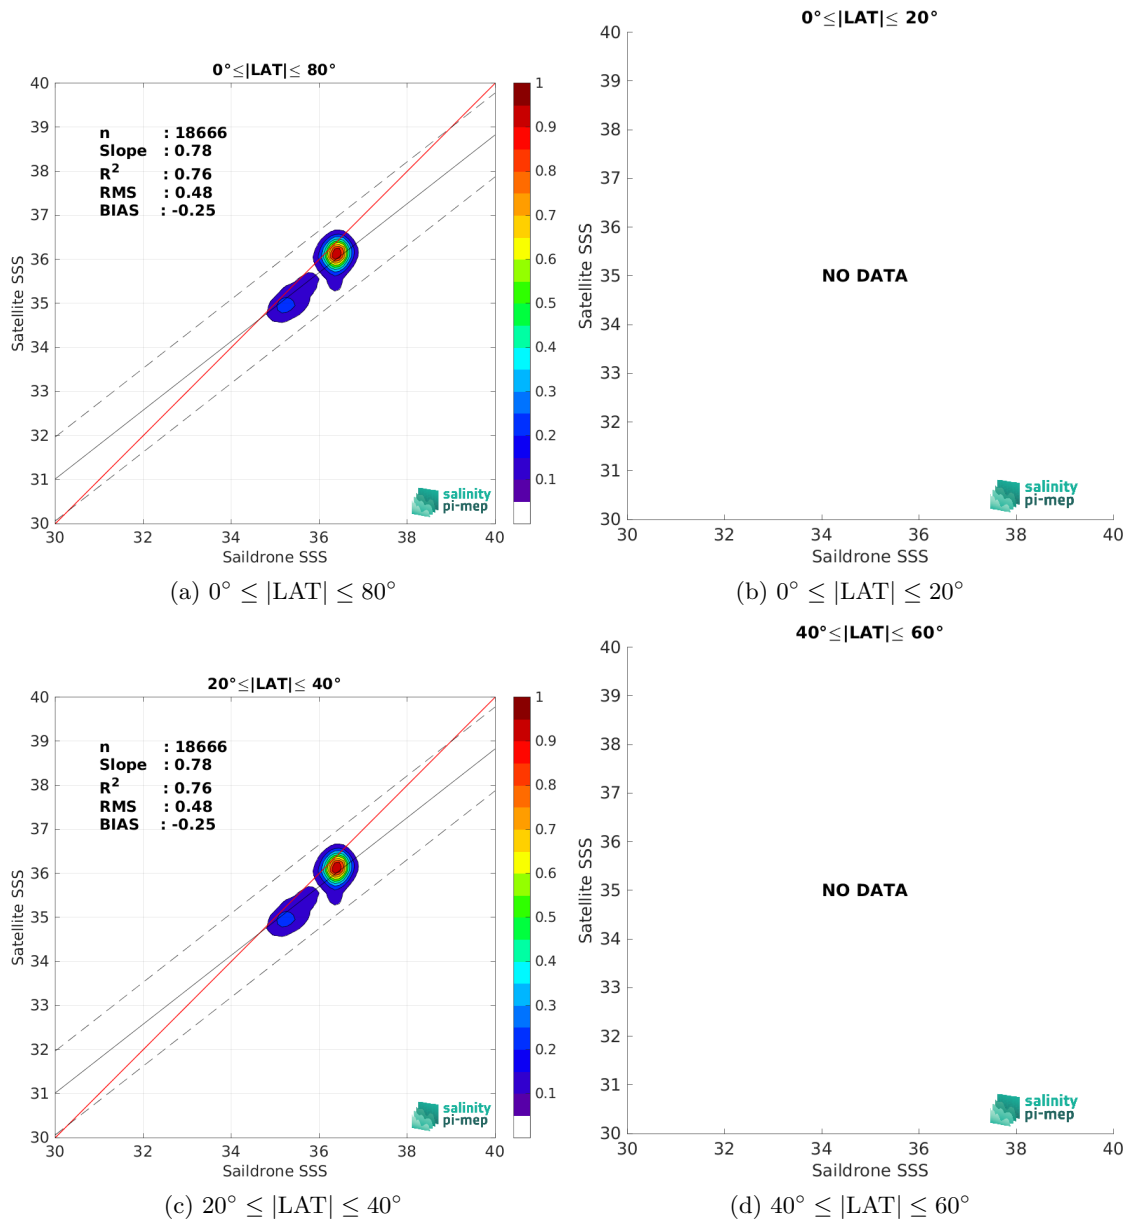 0°≤|LAT|≤ 80°
40
39
38
37
36
35
34
33
32
31
30
30
32
34
36
38
40
Satellite SSS
Saildrone SSS
n : 18666
Slope : 0.78
R² : 0.76
RMS : 0.48
BIAS : -0.25
1
0.9
0.8
0.7
0.6
0.5
0.4
0.3
0.2
0.1
salinity
pi-mep
(a) 0° ≤ |LAT| ≤ 80°
0°≤|LAT|≤ 20°
40
39
38
37
36
35
34
33
32
31
30
30
32
34
36
38
40
Satellite SSS
Saildrone SSS
NO DATA
salinity
pi-mep
(b) 0° ≤ |LAT| ≤ 20°
20°≤|LAT|≤ 40°
40
39
38
37
36
35
34
33
32
31
30
30
32
34
36
38
40
Satellite SSS
Saildrone SSS
n : 18666
Slope : 0.78
R² : 0.76
RMS : 0.48
BIAS : -0.25
1
0.9
0.8
0.7
0.6
0.5
0.4
0.3
0.2
0.1
salinity
pi-mep
(c) 20° ≤ |LAT| ≤ 40°
40°≤|LAT|≤ 60°
40
39
38
37
36
35
34
33
32
31
30
30
32
34
36
38
40
Satellite SSS
Saildrone SSS
NO DATA
salinity
pi-mep
(d) 40° ≤ |LAT| ≤ 60°